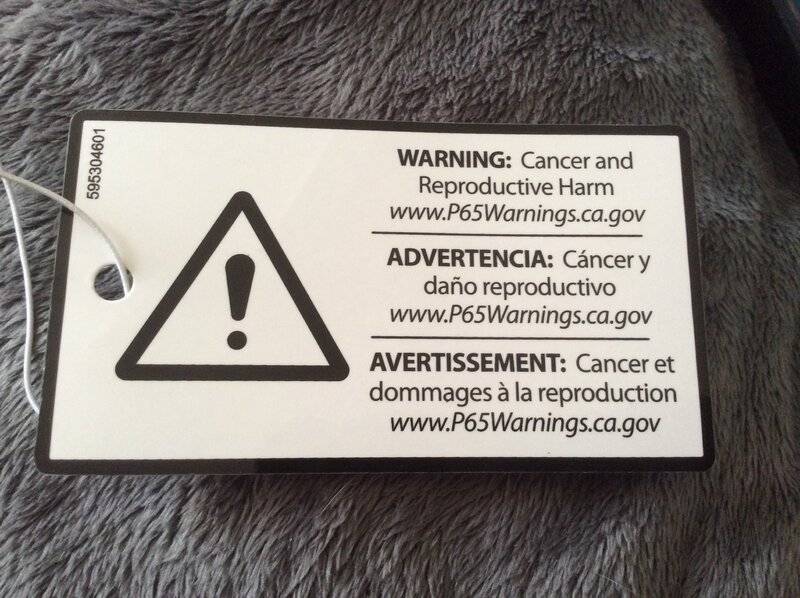 595304601
WARNING: Cancer and
Reproductive Harm
www.P65Warnings.ca.gov
ADVERTENCIA: Cáncer y
daño reproductivo
www.P65Warnings.ca.gov
AVERTISSEMENT: Cancer et
dommages à la reproduction
www.P65Warnings.ca.gov